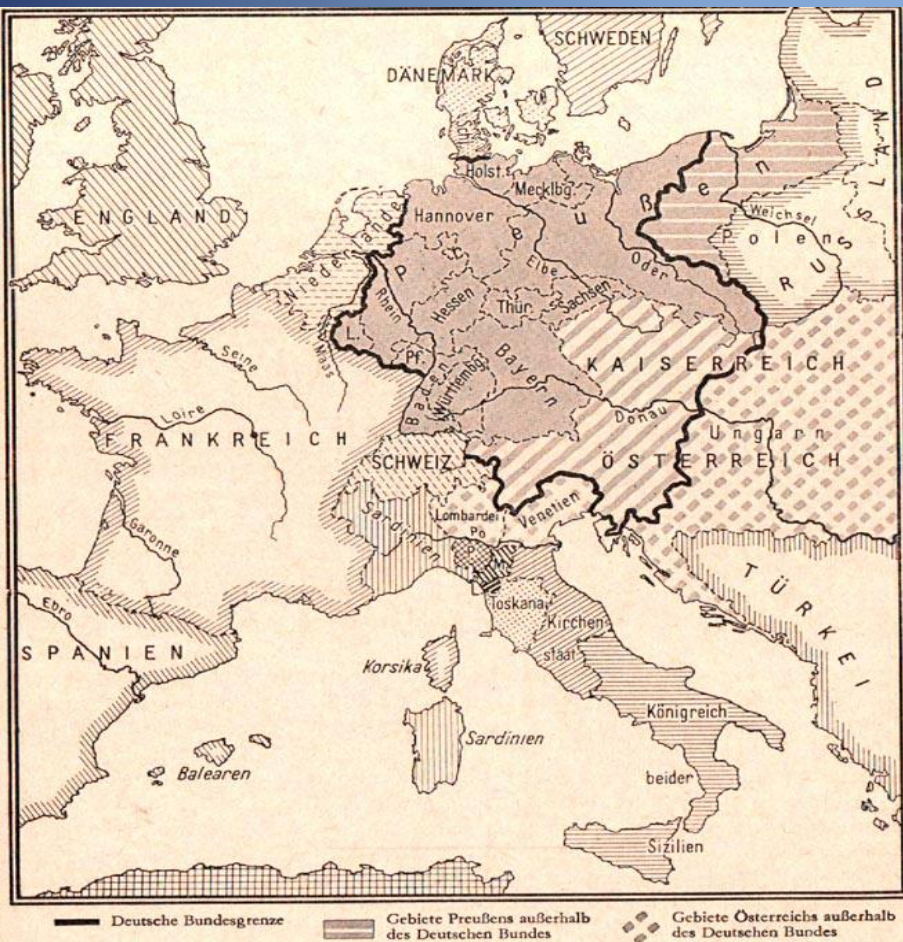 SCHWEDEN
DÄNEMARK
Schlesw.
Holst.
Mecklbg.
ENGLAND
Hannover
Preußen
Weichsel
Polen
RUSSLAND
Niederlande
Elbe
Oder
Rhein
Hessen
Thür.
Sachsen
L.
Maas
Pf.
Seine
Baden
Württembg.
Bayern
KAISERREICH
Loire
Donau
Ungarn
FRANKREICH
ÖSTERREICH
SCHWEIZ
Lombardei
Venetien
Po
Sardinien
P.
M.
Garonne
TÜRKEI
Toskana
Ebro
Kirchen-
staat
SPANIEN
Korsika
Königreich
Sardinien
Balearen
beider
Sizilien
Deutsche Bundesgrenze
Gebiete Preußens außerhalb
des Deutschen Bundes
Gebiete Österreichs außerhalb
des Deutschen Bundes